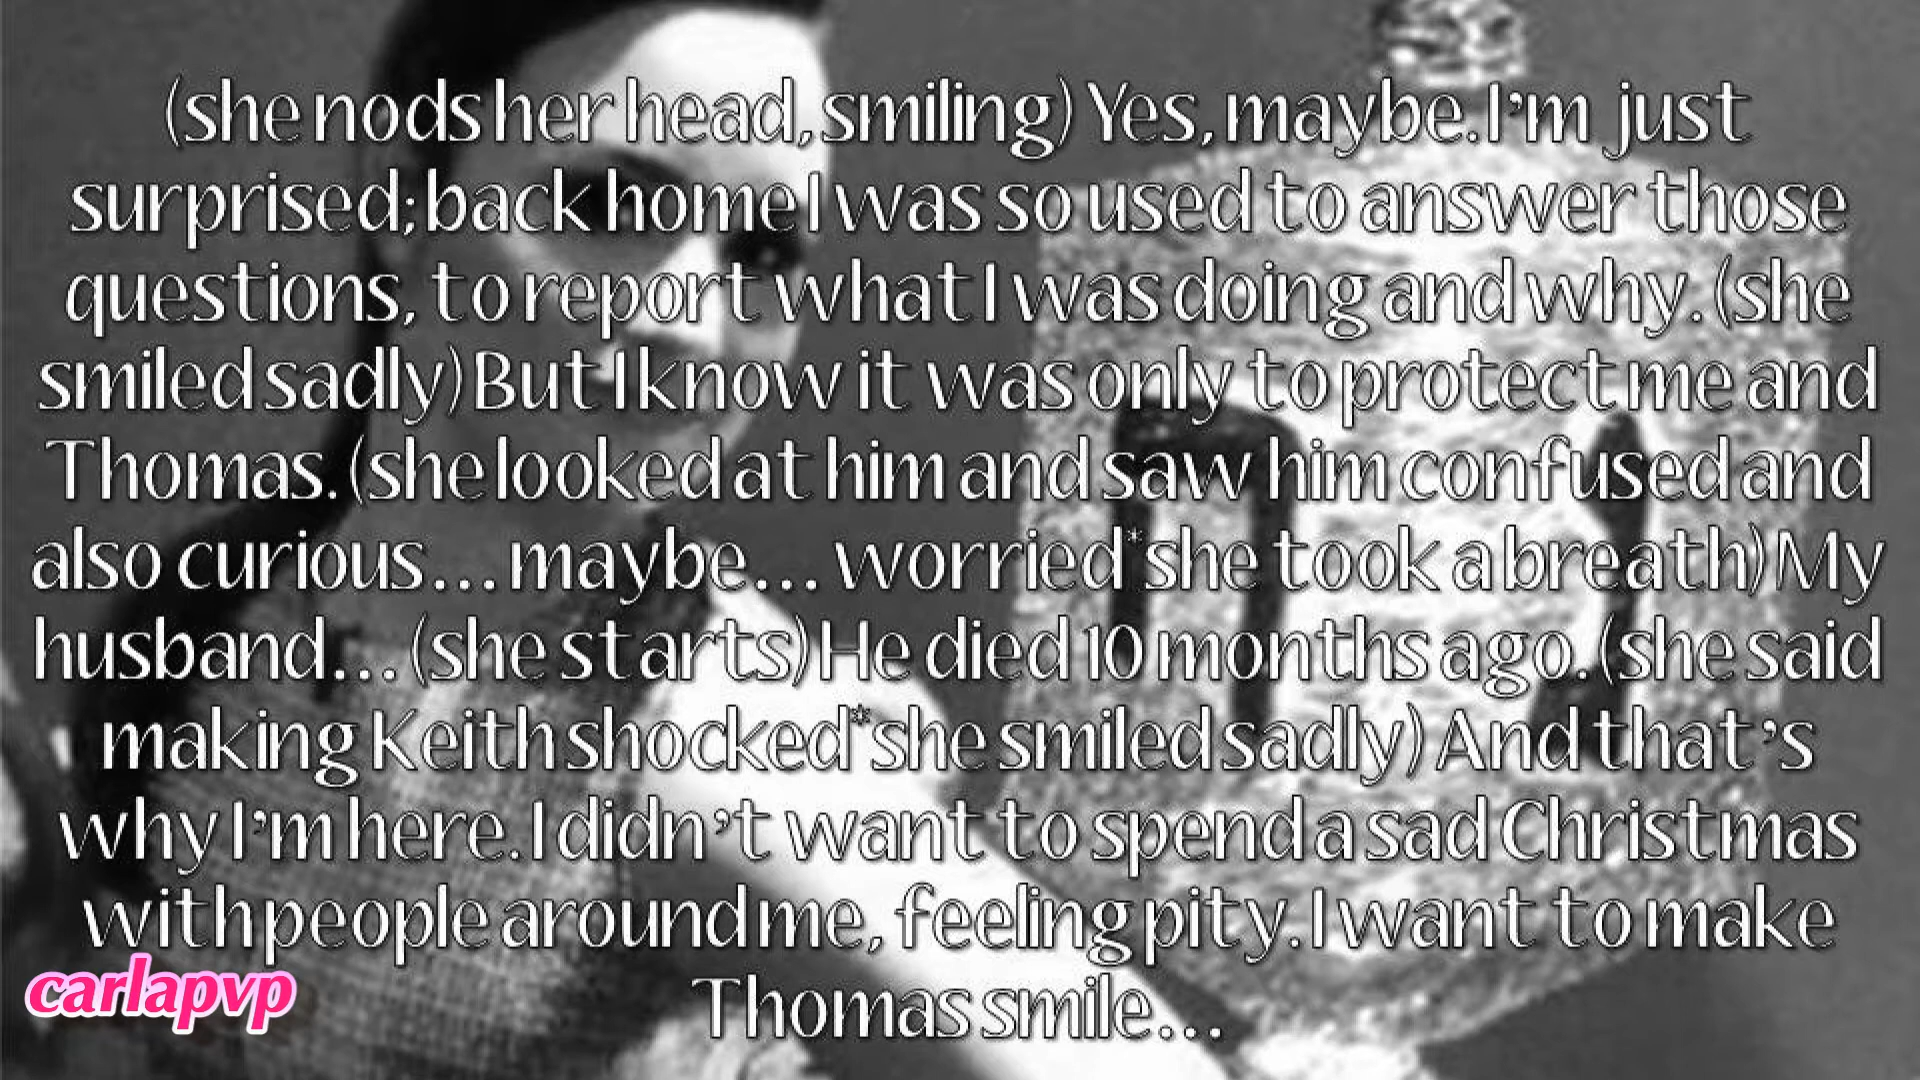 (she nods her head, smiling) Yes, maybe. I'm just
surprised; back home I was so used to answer those
questions, to report what I was doing and why. (she
smiled sadly) But I know it was only to protect me and
Thomas. (she looked at him and saw him confused and
also curious... maybe... worried*she took a breath) My
husband... (she starts) He died 10 months ago. (she said
making Keith shocked*she smiled sadly) And that's
why I'm here. I didn't want to spend a sad Christmas
with people around me, feeling pity. I want to make
Thomas smile...
carlapvp